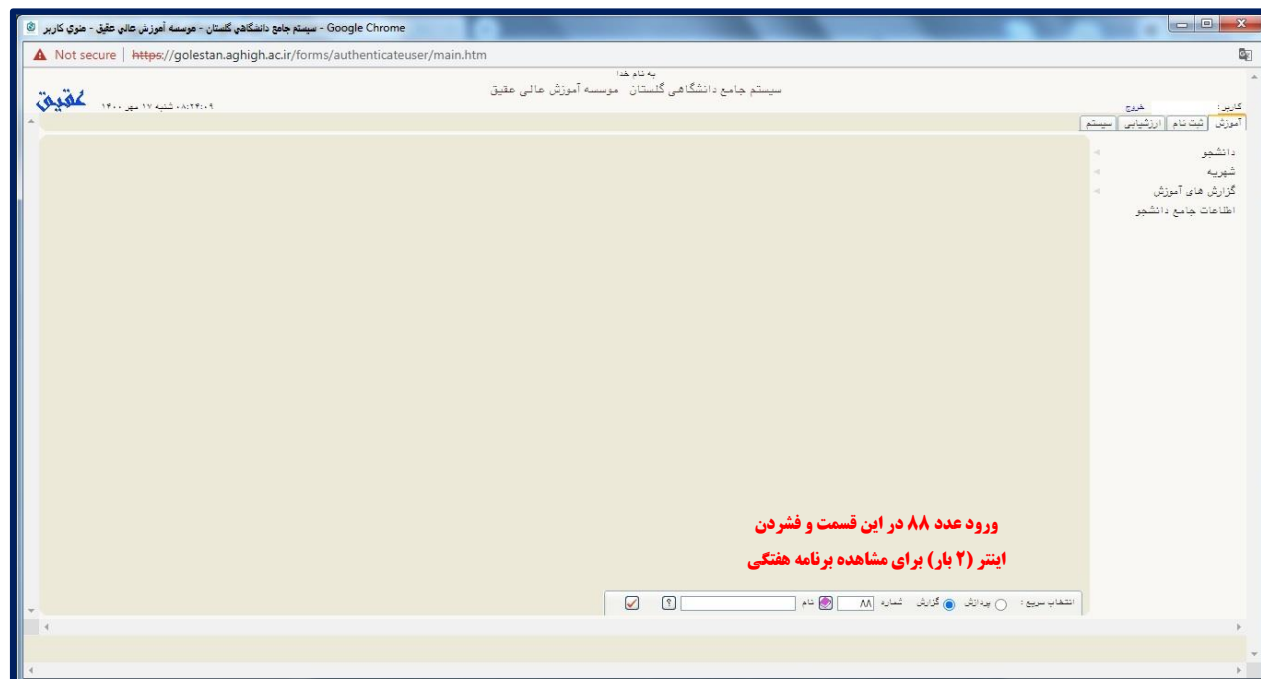 سیستم جامع دانشگاهی گلستان - موسسه آموزش عالی عقیق - منوی کاربر - Google Chrome
Not secure | https://golestan.aghigh.ac.ir/forms/authenticateuser/main.htm
به نام خدا
سیستم جامع دانشگاهی گلستان موسسه آموزش عالی عقیق
عقیق
۰۸:۲۴:۰۹ شنبه ۱۷ مهر ۱۴۰۰
کاربر : خروج
آموزش ثبت نام ارزشیابی سیستم
دانشجو
شهریه
گزارش های آموزش
اطلاعات جامع دانشجو
ورود عدد ۸۸ در این قسمت و فشردن
اینتر (۲ بار) برای مشاهده برنامه هفتگی
انتخاب سریع : پردازش گزارش شماره ۸۸ نام ؟